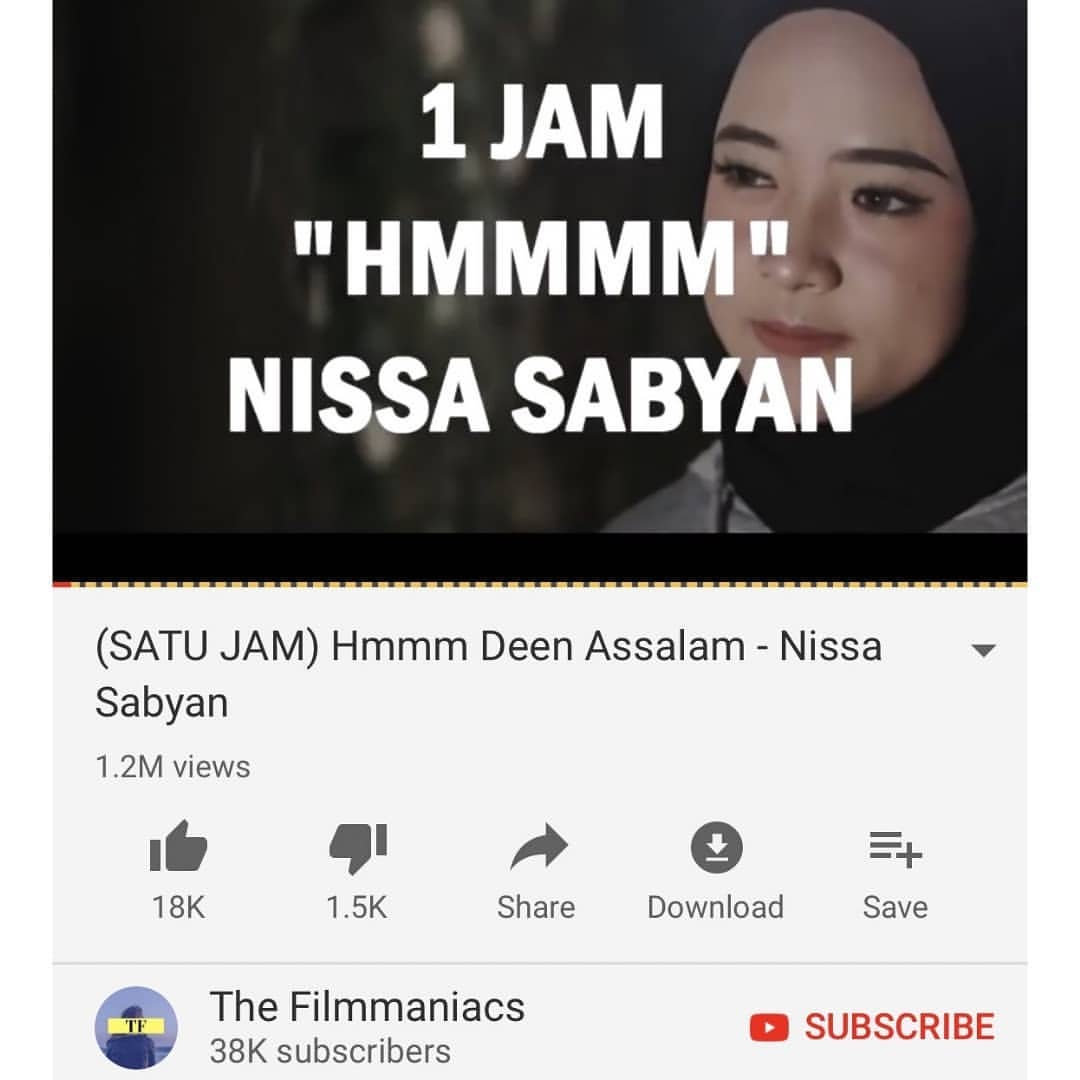 1 JAM
"HMMMM"
NISSA SABYAN
(SATU JAM) Hmmm Deen Assalam - Nissa
Sabyan
1.2M views
18K
1.5K
Share
Download
Save
TF
The Filmmaniacs
38K subscribers
SUBSCRIBE